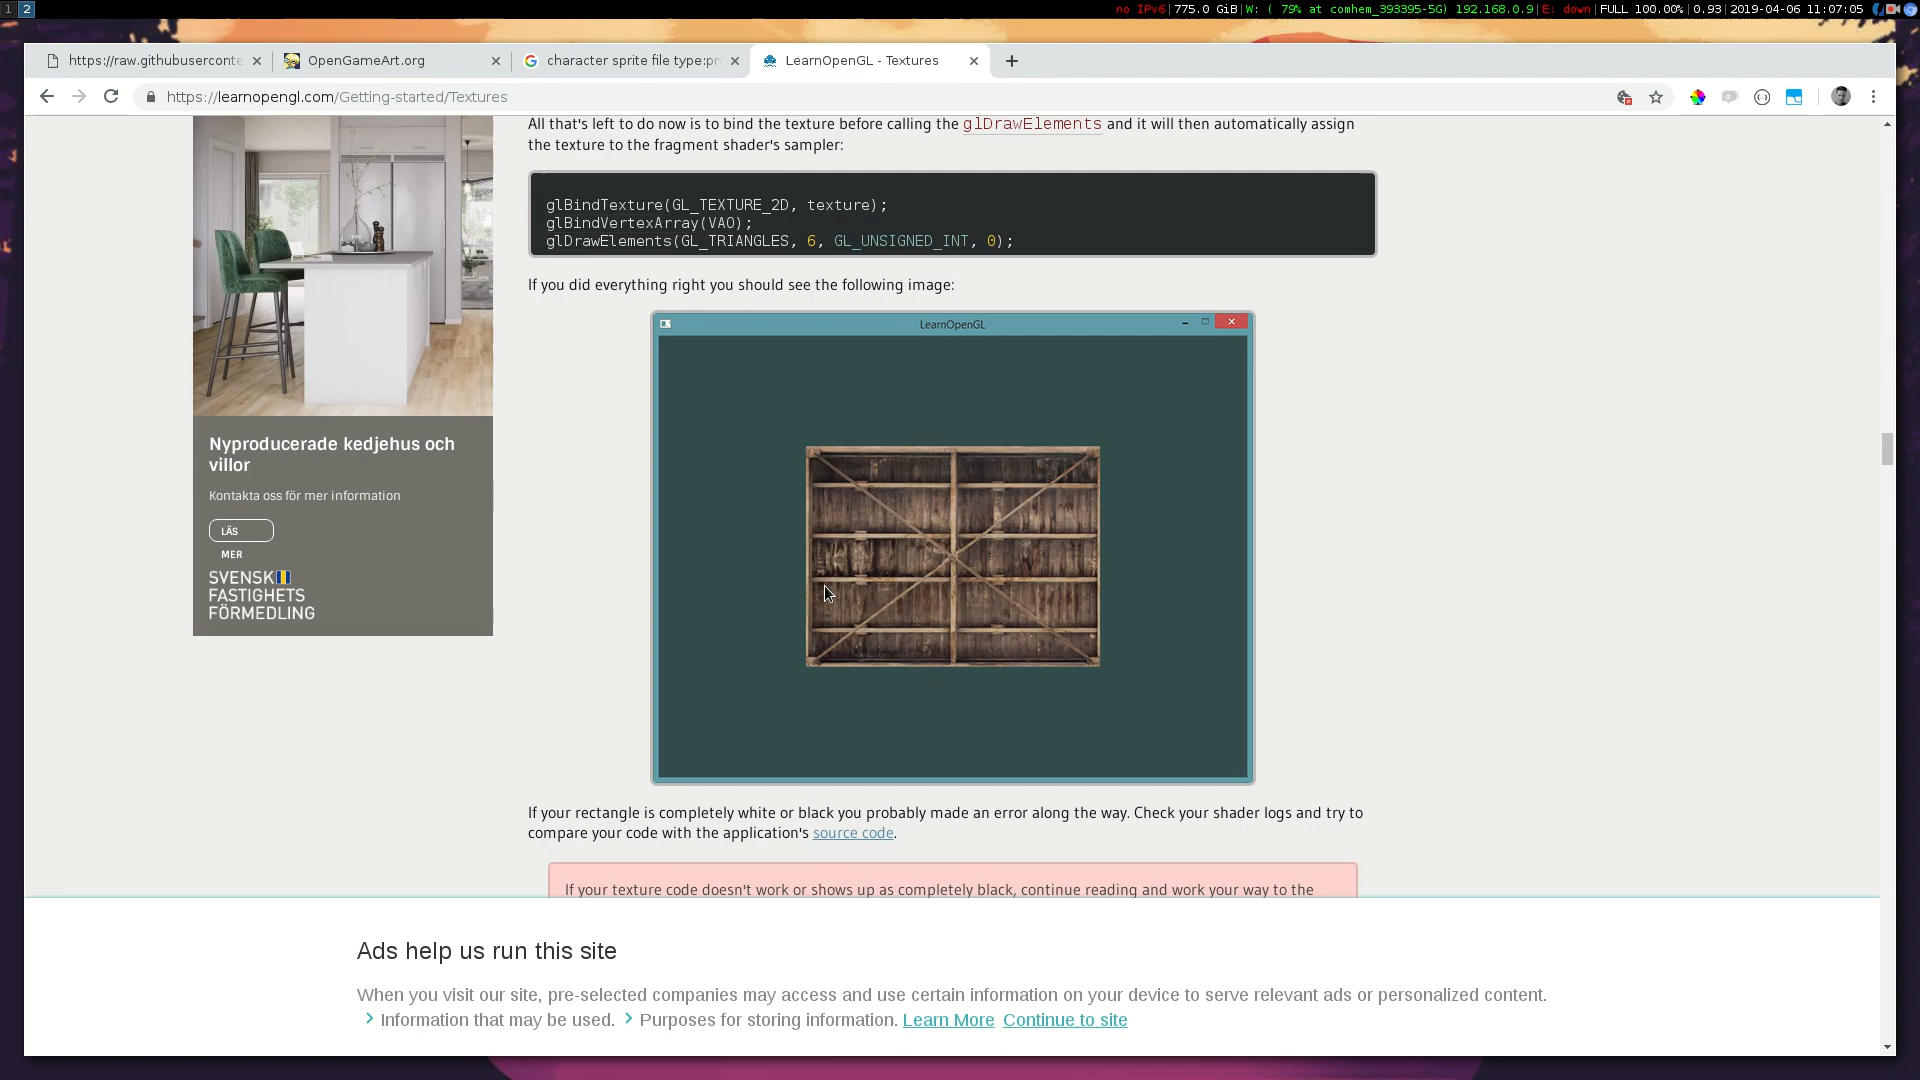 1 2
no IPv6|775.0 GiB|W: ( 79% at comhem_393395-5G) 192.168.0.9|E: down|FULL 100.00%|0.93|2019-04-06 11:07:05
https://raw.githubuserconte
OpenGameArt.org
character sprite file type:pn
LearnOpenGL - Textures
https://learnopengl.com/Getting-started/Textures
All that's left to do now is to bind the texture before calling the glDrawElements and it will then automatically assign
the texture to the fragment shader's sampler:
glBindTexture(GL_TEXTURE_2D, texture);
glBindVertexArray(VAO);
glDrawElements(GL_TRIANGLES, 6, GL_UNSIGNED_INT, 0);
If you did everything right you should see the following image:
LearnOpenGL
Nyproducerade kedjehus och
villor
Kontakta oss för mer information
LÄS
MER
SVENSK
FASTIGHETS
FÖRMEDLING
If your rectangle is completely white or black you probably made an error along the way. Check your shader logs and try to
compare your code with the application's source code.
If your texture code doesn't work or shows up as completely black, continue reading and work your way to the
Ads help us run this site
When you visit our site, pre-selected companies may access and use certain information on your device to serve relevant ads or personalized content.
Information that may be used. Purposes for storing information. Learn More Continue to site